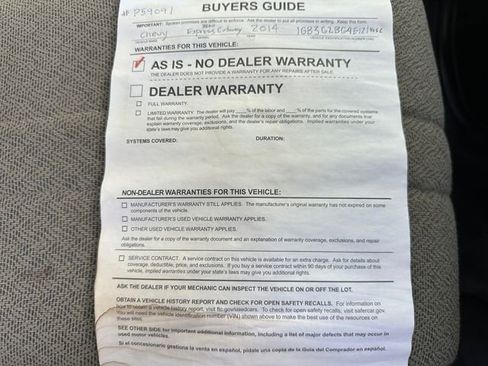 BUYERS GUIDE
#P59091
IMPORTANT: Spoken promises are difficult to enforce. Ask the dealer to put all promises in writing. Keep this form.
Chevy Express 2014
VEHICLE MAKE MODEL YEAR VEHICLE IDENTIFICATION NUMBER (VIN)
WARRANTIES FOR THIS VEHICLE:
AS IS - NO DEALER WARRANTY
THE DEALER DOES NOT PROVIDE A WARRANTY FOR ANY REPAIRS AFTER SALE.
DEALER WARRANTY
FULL WARRANTY.
LIMITED WARRANTY. The dealer will pay ____% of the labor and ____% of the parts for the covered systems
that fail during the warranty period. Ask the dealer for a copy of the warranty, and for any documents that
explain warranty coverage, exclusions, and the dealer's repair obligations. Implied warranties under your
state's laws may give you additional rights.
SYSTEMS COVERED: DURATION:
NON-DEALER WARRANTIES FOR THIS VEHICLE:
MANUFACTURER'S WARRANTY STILL APPLIES. The manufacturer's original warranty has not expired on some
components of the vehicle.
MANUFACTURER'S USED VEHICLE WARRANTY APPLIES.
OTHER USED VEHICLE WARRANTY APPLIES.
Ask the dealer for a copy of the warranty document and an explanation of warranty coverage, exclusions, and repair
obligations.
SERVICE CONTRACT. A service contract on this vehicle is available for an extra charge. Ask for details about
coverage, deductible, price, and exclusions. If you buy a service contract within 90 days of your purchase of
this vehicle, implied warranties under your state's laws may give you additional rights.
ASK THE DEALER IF YOUR MECHANIC CAN INSPECT THE VEHICLE ON OR OFF THE LOT.
OBTAIN A VEHICLE HISTORY REPORT AND CHECK FOR OPEN SAFETY RECALLS. For information on
how to obtain a vehicle history report, visit ftc.gov/usedcars. To check for open safety recalls, visit safercar.gov.
You will need the vehicle identification number (VIN) shown above to make the best use of the resources on
these sites.
SEE OTHER SIDE for important additional information, including a list of major defects that may occur in
used motor vehicles.
Si el concesionario gestiona la venta en español, pídale una copia de la Guía del Comprador en español.